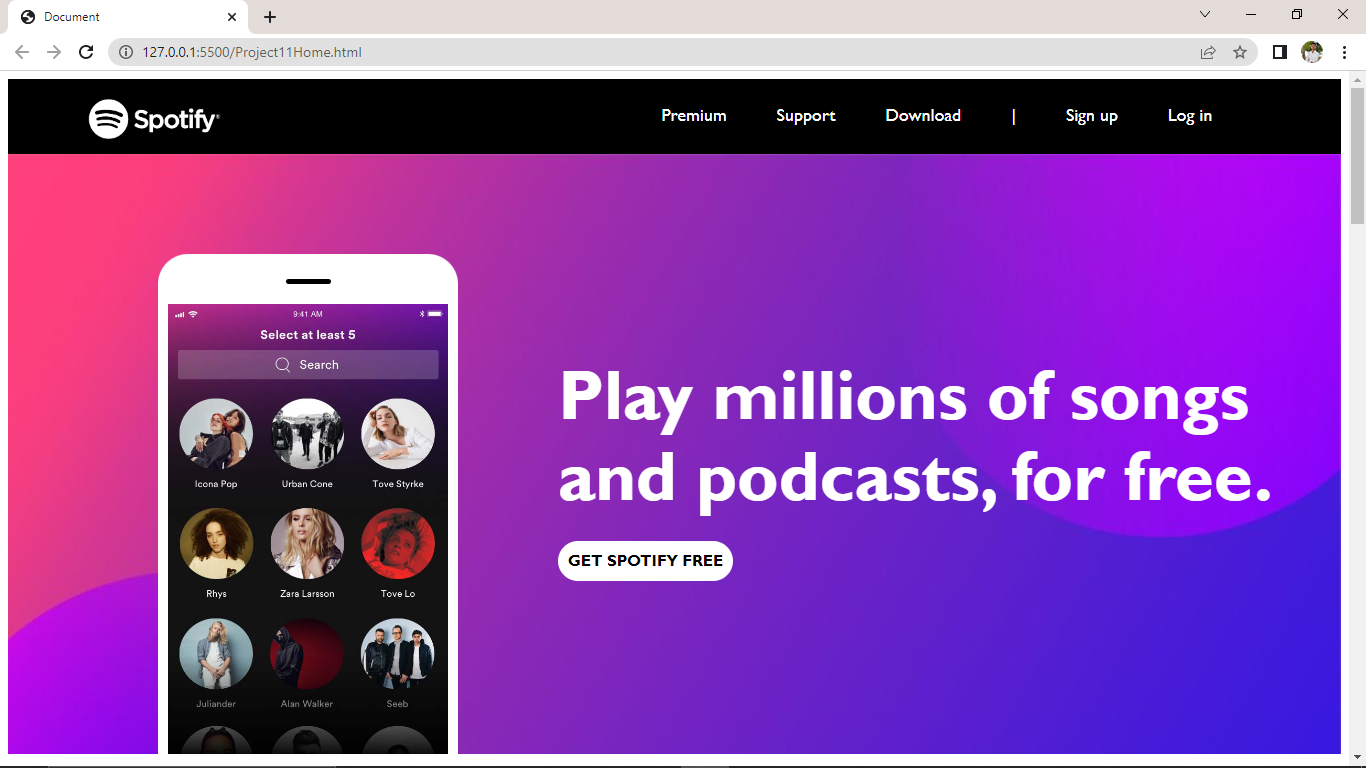 Document
127.0.0.1:5500/Project11Home.html
Spotify
Premium Support Download | Sign up Log in
9:41 AM
Select at least 5
Search
Icona Pop Urban Cone Tove Styrke
Rhys Zara Larsson Tove Lo
Juliander Alan Walker Seeb
Play millions of songs
and podcasts, for free.
GET SPOTIFY FREE